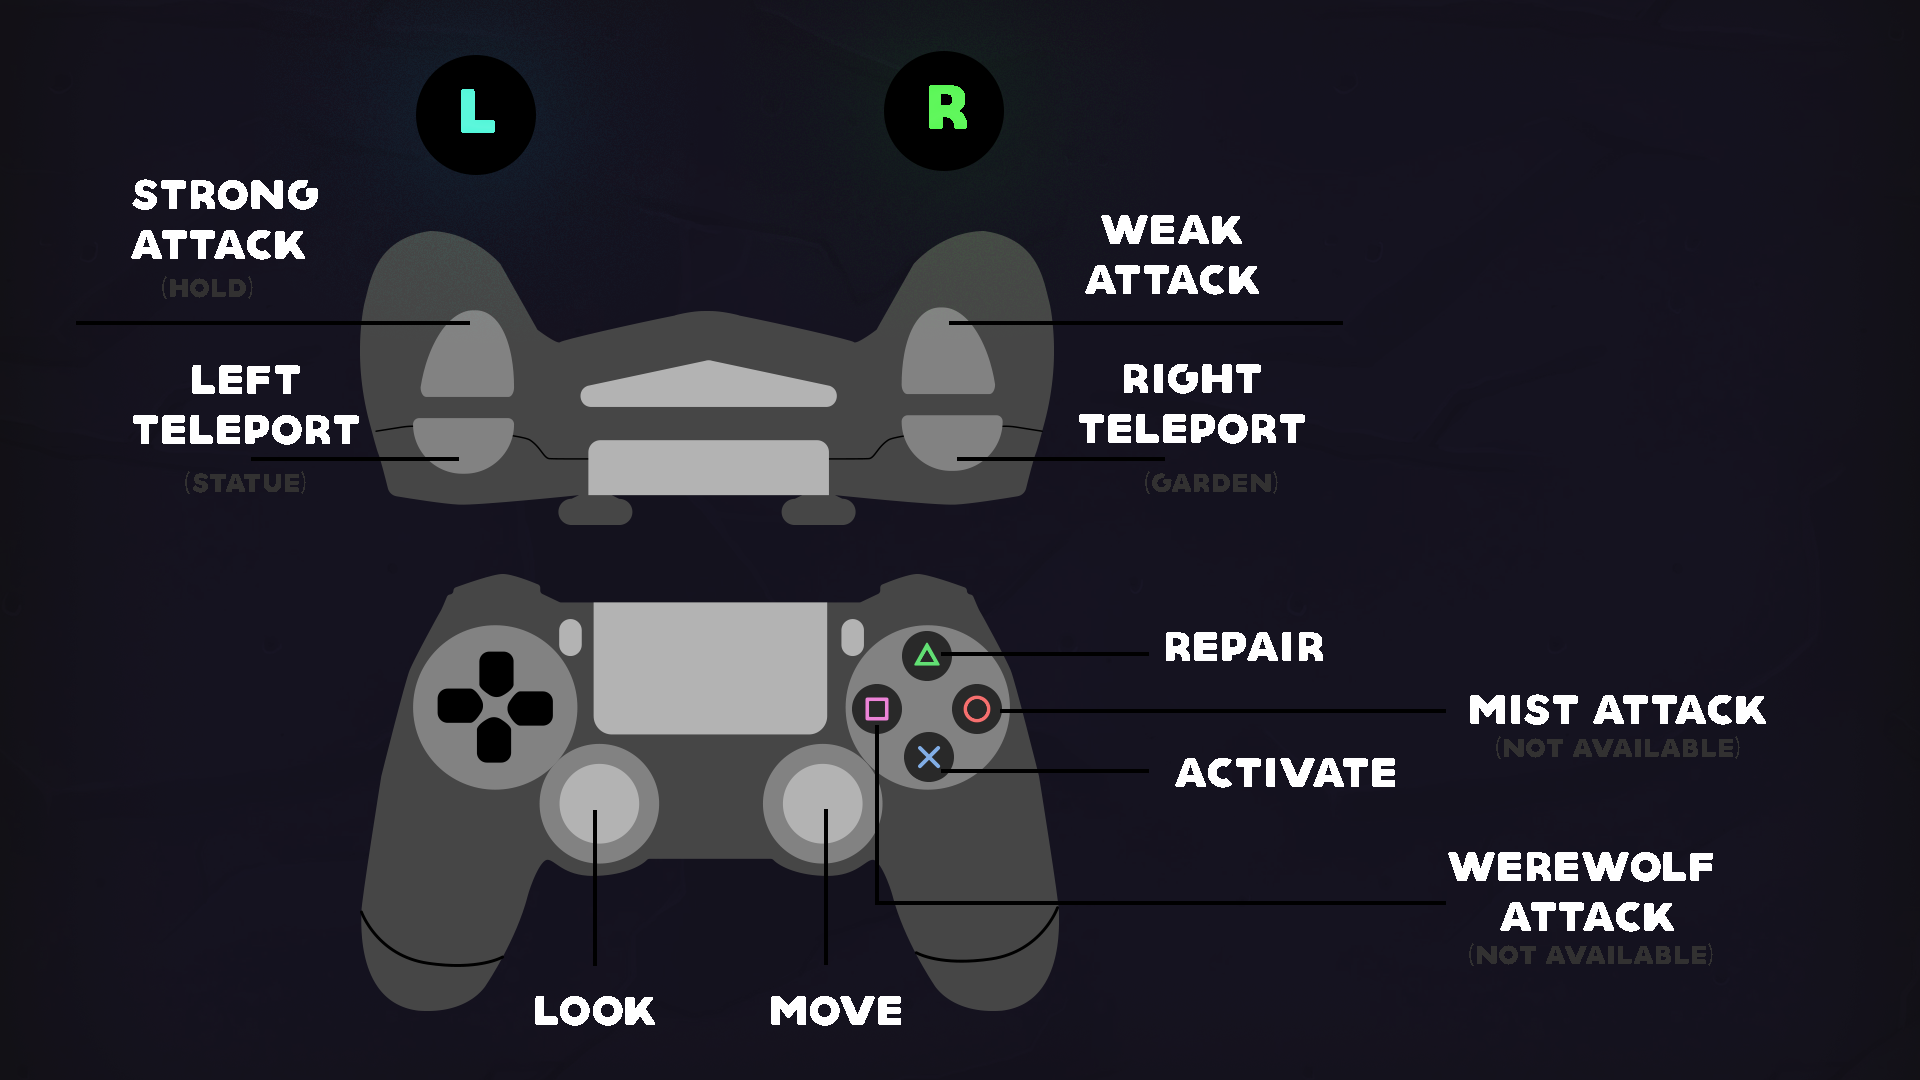 L
R
STRONG
ATTACK
(HOLD)
WEAK
ATTACK
LEFT
TELEPORT
(STATUE)
RIGHT
TELEPORT
(GARDEN)
REPAIR
MIST ATTACK
(NOT AVAILABLE)
ACTIVATE
WEREWOLF
ATTACK
(NOT AVAILABLE)
LOOK
MOVE